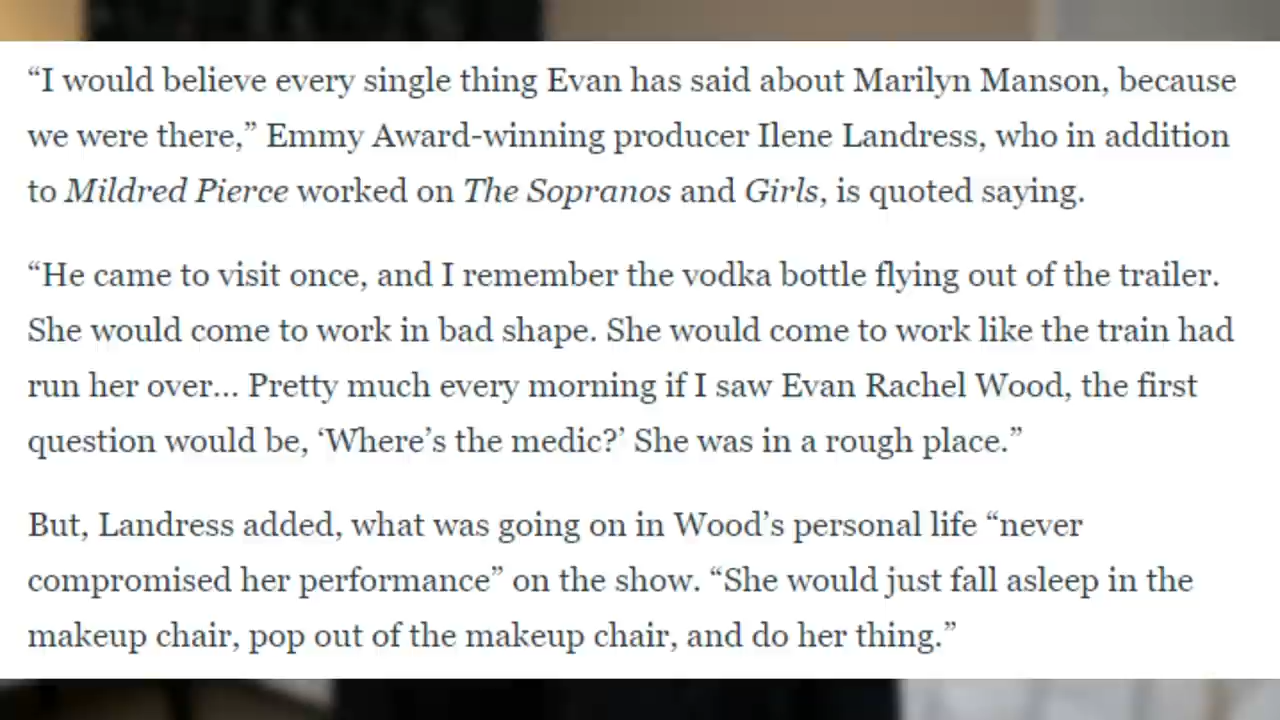 “I would believe every single thing Evan has said about Marilyn Manson, because
we were there,” Emmy Award-winning producer Ilene Landress, who in addition
to Mildred Pierce worked on The Sopranos and Girls, is quoted saying.
“He came to visit once, and I remember the vodka bottle flying out of the trailer.
She would come to work in bad shape. She would come to work like the train had
run her over... Pretty much every morning if I saw Evan Rachel Wood, the first
question would be, ‘Where’s the medic?’ She was in a rough place.”
But, Landress added, what was going on in Wood’s personal life “never
compromised her performance” on the show. “She would just fall asleep in the
makeup chair, pop out of the makeup chair, and do her thing.”